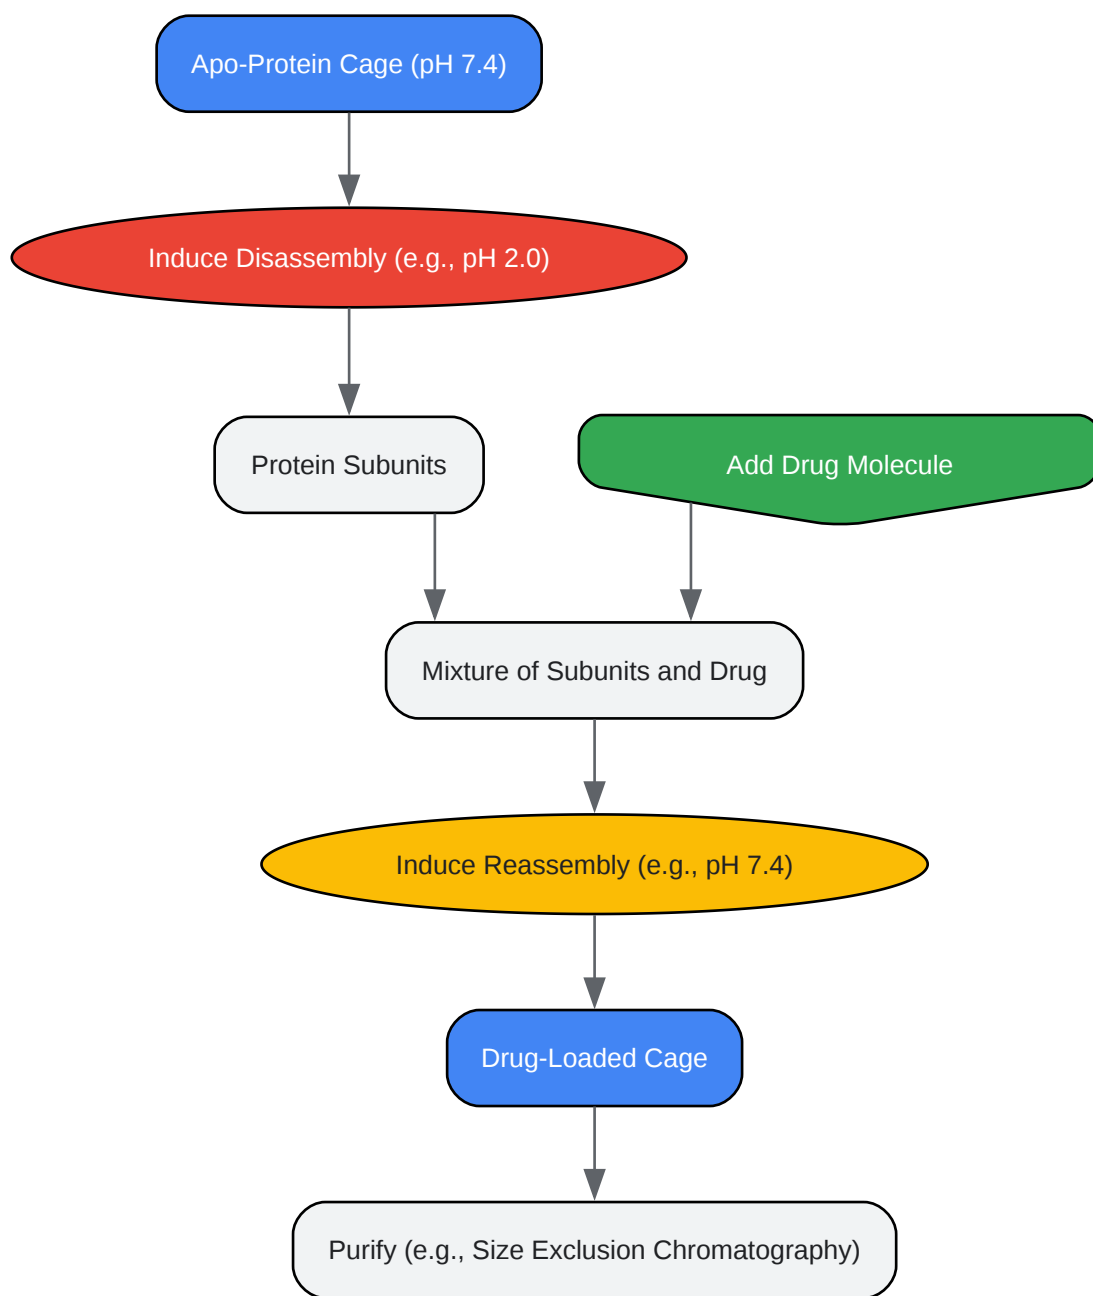 Apo-Protein Cage (pH 7.4)
Induce Disassembly (e.g., pH 2.0)
Protein Subunits
Add Drug Molecule
Mixture of Subunits and Drug
Induce Reassembly (e.g., pH 7.4)
Drug-Loaded Cage
Purify (e.g., Size Exclusion Chromatography)